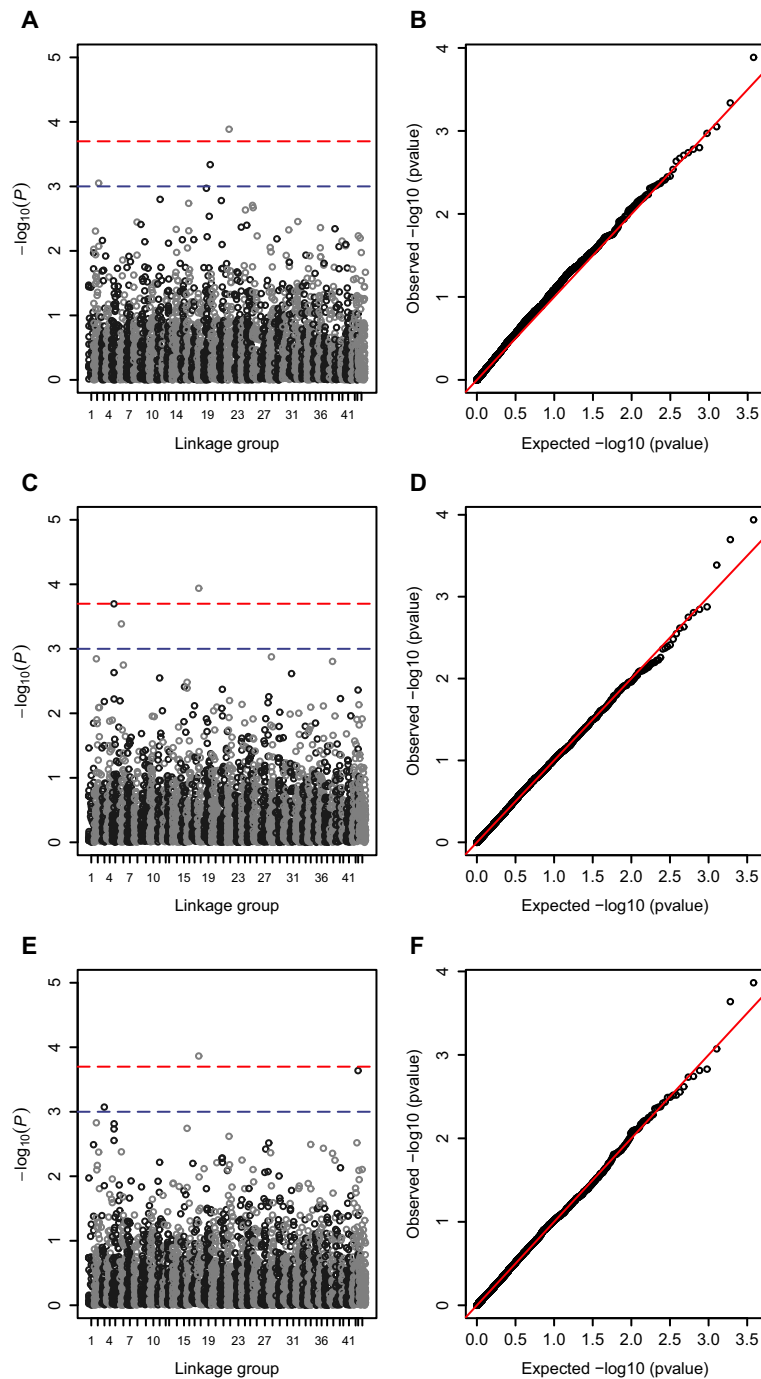 A
B
5
4
3
2
1
0
−log10(P)
1 4 7 10 14 19 23 27 31 36 41
Linkage group
4
3
2
1
0
Observed −log10 (pvalue)
0.0 0.5 1.0 1.5 2.0 2.5 3.0 3.5
Expected −log10 (pvalue)
C
D
5
4
3
2
1
0
−log10(P)
1 4 6 10 15 19 23 27 31 36 41
Linkage group
4
3
2
1
0
Observed −log10 (pvalue)
0.0 0.5 1.0 1.5 2.0 2.5 3.0 3.5
Expected −log10 (pvalue)
E
F
5
4
3
2
1
0
−log10(P)
1 4 7 10 15 19 23 27 31 36 41
Linkage group
4
3
2
1
0
Observed −log10 (pvalue)
0.0 0.5 1.0 1.5 2.0 2.5 3.0 3.5
Expected −log10 (pvalue)